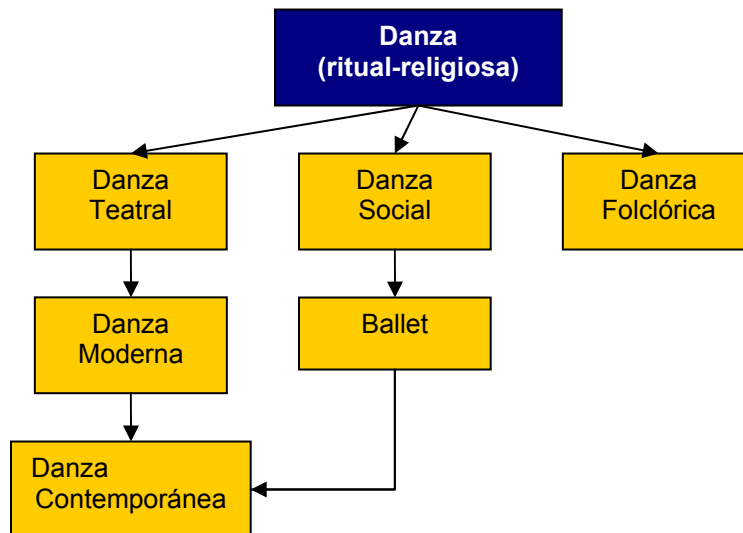 Danza
(ritual-religiosa)
Danza
Teatral
Danza
Social
Danza
Folclórica
Danza
Moderna
Ballet
Danza
Contemporánea